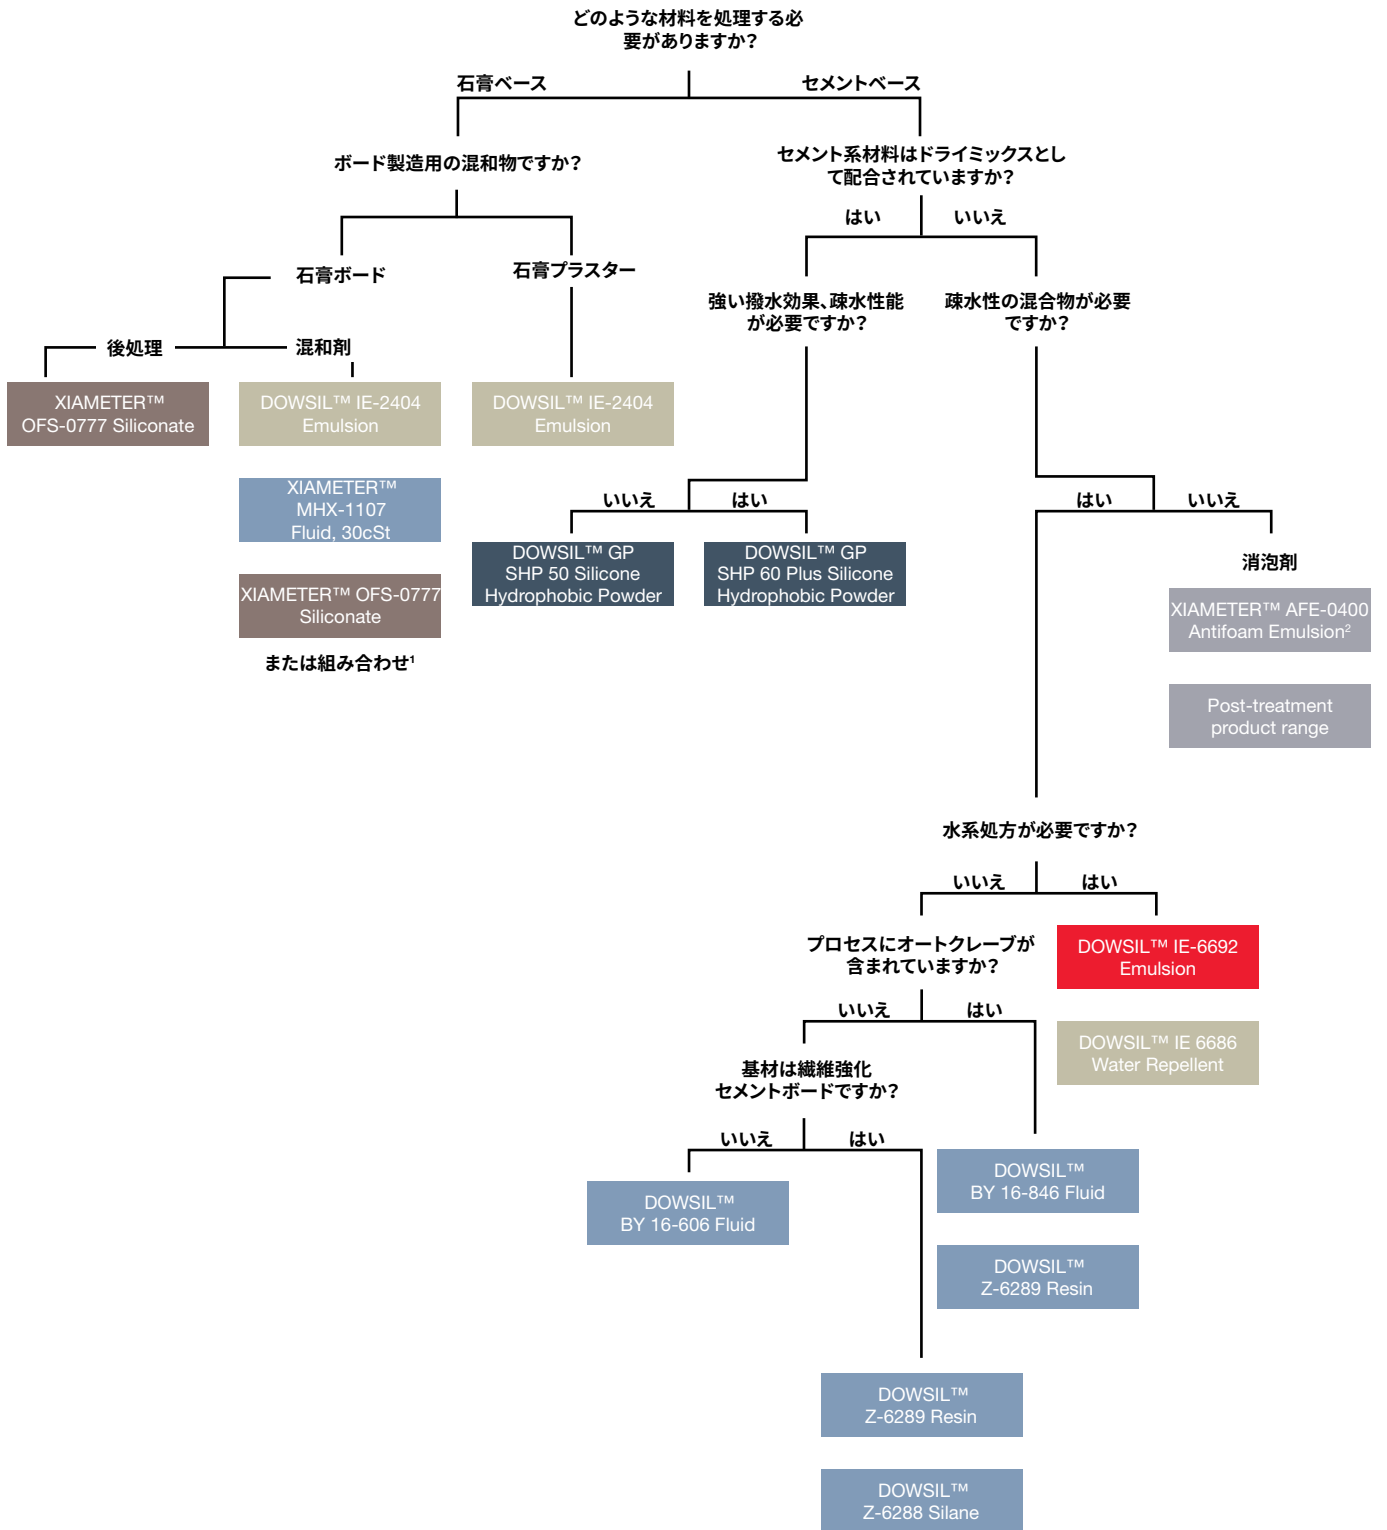 どのような材料を処理する必
要がありますか?
石膏ベース
セメントベース
ボード製造用の混和物ですか?
セメント系材料はドライミックスとし
て配合されていますか?
はい
いいえ
石膏ボード
石膏プラスター
強い撥水効果、疎水性能
が必要ですか?
疎水性の混合物が必要
ですか?
後処理
混和剤
XIAMETER™
OFS-0777 Siliconate
DOWSIL™ IE-2404
Emulsion
DOWSIL™ IE-2404
Emulsion
XIAMETER™
MHX-1107
Fluid, 30cSt
XIAMETER™ OFS-0777
Siliconate
または組み合わせ¹
いいえ
はい
DOWSIL™ GP
SHP 50 Silicone
Hydrophobic Powder
DOWSIL™ GP
SHP 60 Plus Silicone
Hydrophobic Powder
はい
いいえ
消泡剤
XIAMETER™ AFE-0400
Antifoam Emulsion²
Post-treatment
product range
水系処方が必要ですか?
いいえ
はい
プロセスにオートクレーブが
含まれていますか?
DOWSIL™ IE-6692
Emulsion
DOWSIL™ IE 6686
Water Repellent
いいえ
はい
基材は繊維強化
セメントボードですか?
いいえ
はい
DOWSIL™
BY 16-606 Fluid
DOWSIL™
BY 16-846 Fluid
DOWSIL™
Z-6289 Resin
DOWSIL™
Z-6289 Resin
DOWSIL™
Z-6288 Silane